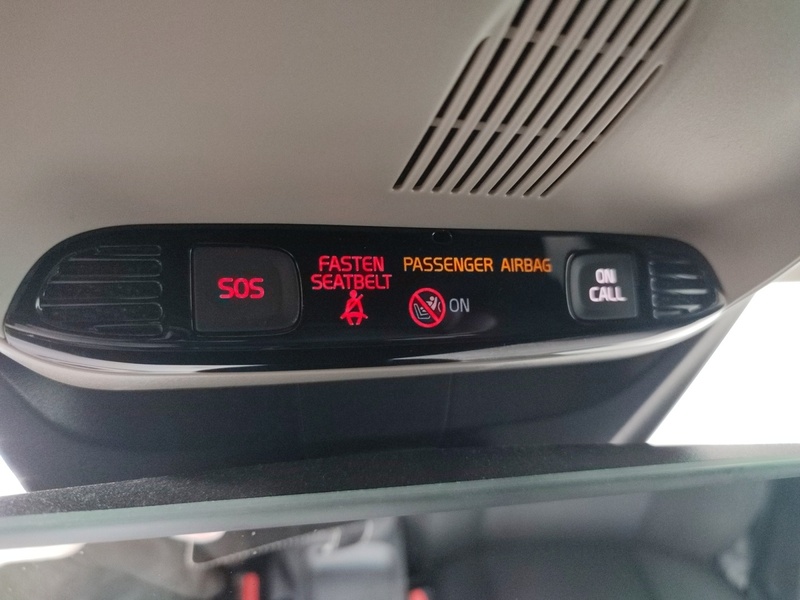 SOS
FASTEN
SEATBELT
PASSENGER AIRBAG
ON
ON
CALL